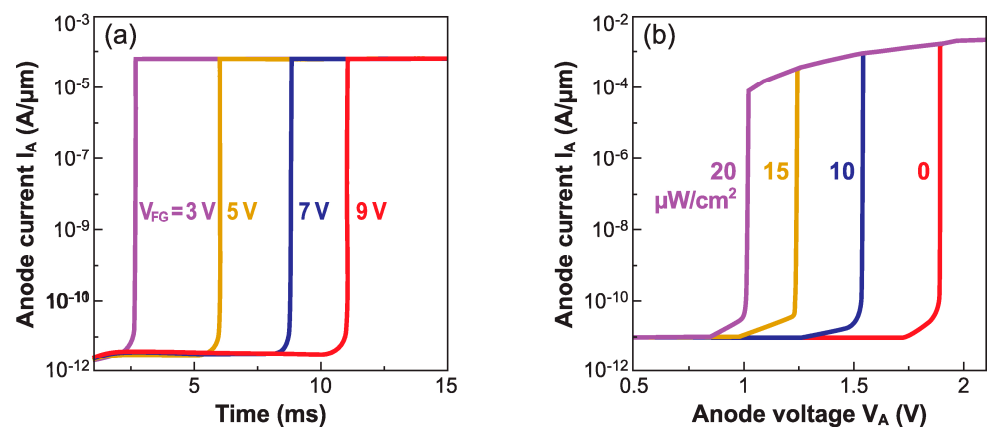 (a)
Anode current I_A (A/µm)
10⁻³
10⁻⁵
10⁻⁷
10⁻⁹
10⁻¹⁰
10⁻¹²
V_FG = 3 V
5 V
7 V
9 V
5
10
15
Time (ms)
(b)
Anode current I_A (A/µm)
10⁻²
10⁻⁴
10⁻⁶
10⁻⁸
10⁻¹⁰
10⁻¹²
20
µW/cm²
15
10
0
0.5
1
1.5
2
Anode voltage V_A (V)